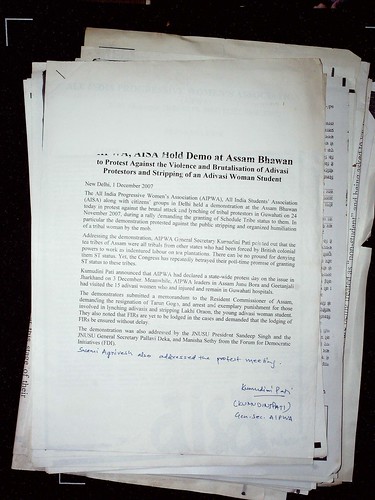 AIPWA, AISA Hold Demo at Assam Bhawan
to Protest Against the Violence and Brutalisation of Adivasi
Protestors and Stripping of an Adivasi Woman Student
New Delhi, 1 December 2007
The All India Progressive Women's Association (AIPWA), All India Students' Association
(AISA) along with citizens' groups in Delhi held a demonstration at the Assam Bhawan
today in protest against the brutal attack and lynching of tribal protestors in Guwahati on 24
November 2007, during a rally demanding the granting of Schedule Tribe status to them. In
particular the demonstration protested against the public stripping and organized humiliation
of a tribal woman by the mob.
Addressing the demonstration, AIPWA General Secretary Kumudini Pati pointed out that the
tea tribes of Assam were all tribals from other states who had been forced by British colonial
powers to work as indentured labour on tea plantations. There can be no ground for denying
them ST status. Yet, the Congress has repeatedly betrayed their poll-time promise of granting
ST status to these tribes.
Kumudini Pati announced that AIPWA had declared a state-wide protest day on the issue in
Jharkhand on 3 December. Meanwhile, AIPWA leaders in Assam Junu Bora and Geetanjali
had visited the 15 adivasi women who had injured and remain in Guwahati hospitals.
The demonstrators submitted a memorandum to the Resident Commissioner of Assam,
demanding the resignation of Tarun Gogoi, and arrest and exemplary punishment for those
involved in lynching adivasis and stripping Lakhi Oraon, the young adivasi woman student.
They also noted that FIRs are yet to be lodged in the cases and demanded that the lodging of
FIRs be ensured without delay.
The demonstration was also addressed by the JNUSU President Sandeep Singh and the
JNUSU General Secretary Pallavi Deka, and Manisha Sethy from the Forum for Democratic
Initiatives (FDI).
Swami Agnivesh also addressed the protest meeting.
Kumudini Pati
(KUMUDINI PATI)
Gen. Sec. AIPWA